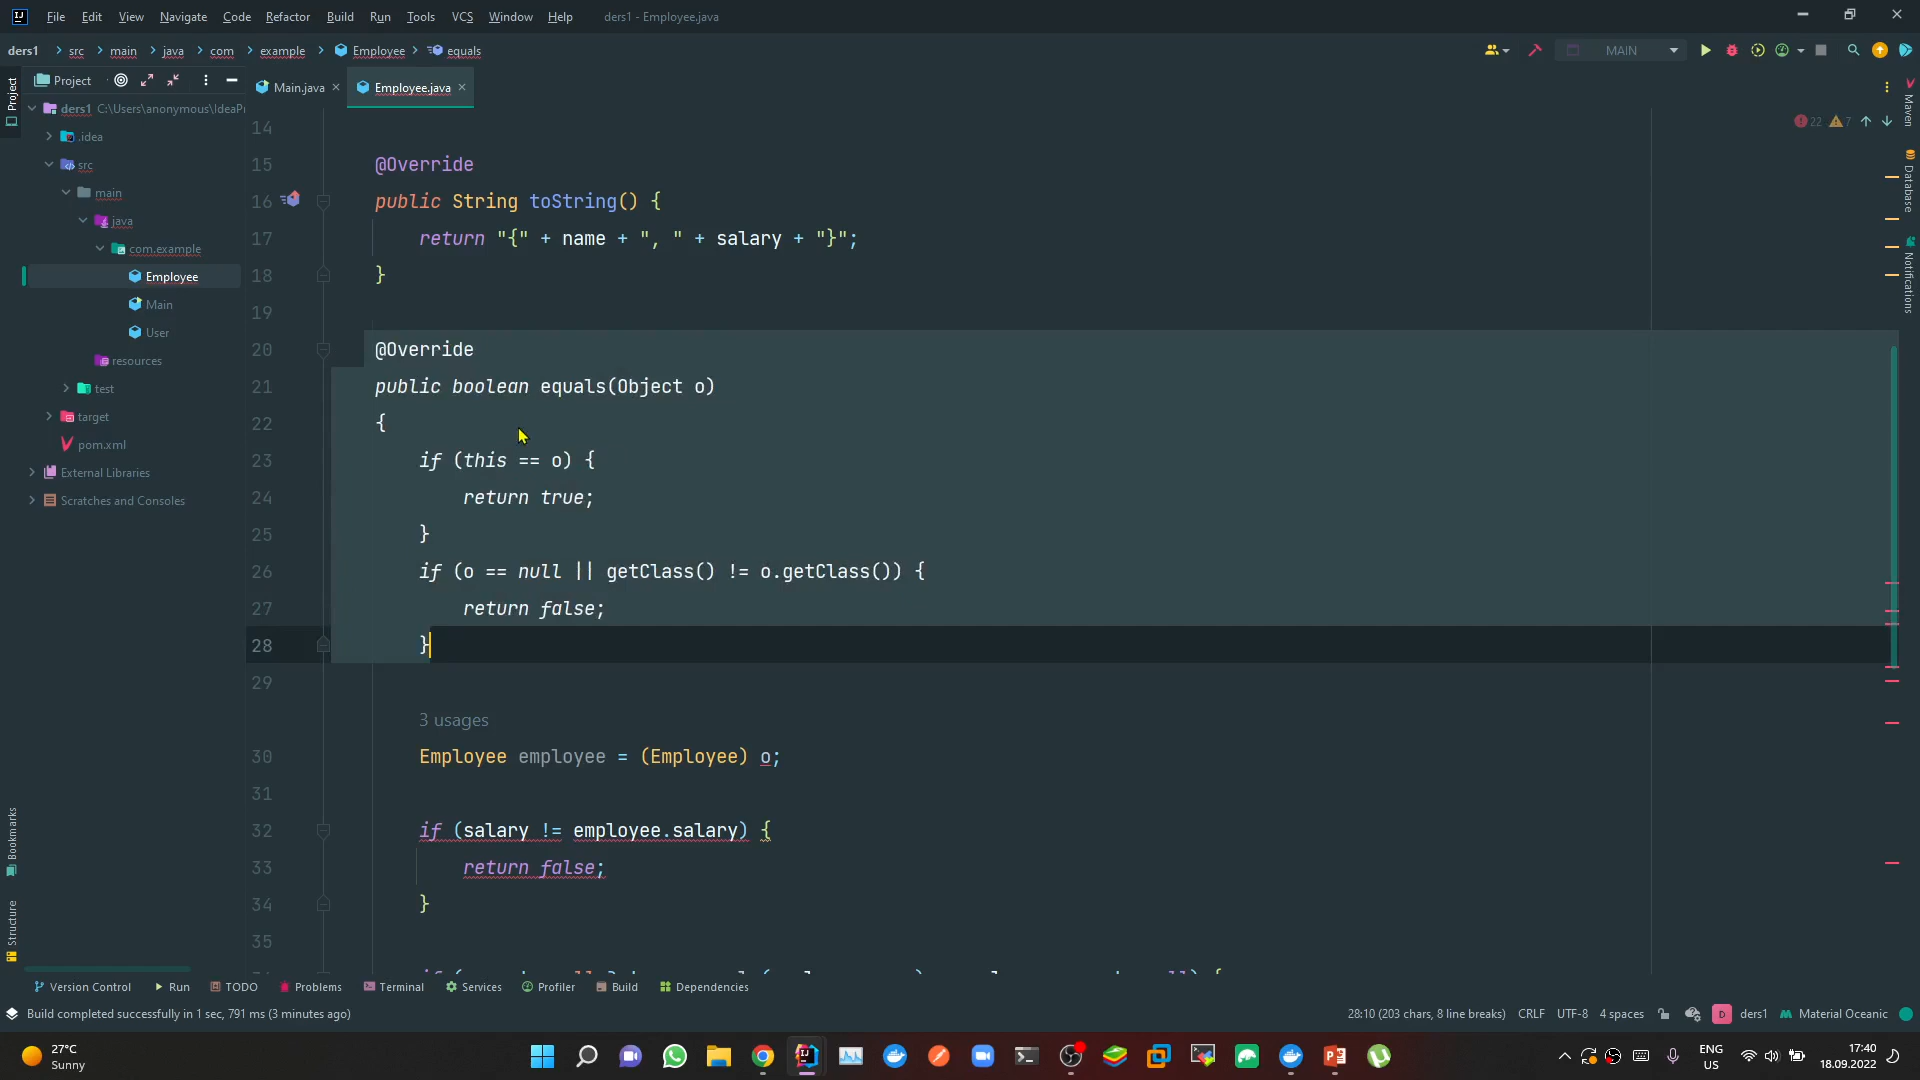 File Edit View Navigate Code Refactor Build Run Tools VCS Window Help ders1 - Employee.java
ders1 src main java com example Employee equals
MAIN
Project
Main.java
Employee.java
ders1 C:\Users\anonymous\IdeaPr
.idea
src
main
java
com.example
Employee
Main
User
resources
test
target
pom.xml
External Libraries
Scratches and Consoles
Project
Bookmarks
Structure
22 7
14
15 @Override
16 public String toString() {
17 return "{" + name + ", " + salary + "}";
18 }
19
20 @Override
21 public boolean equals(Object o)
22 {
23 if (this == o) {
24 return true;
25 }
26 if (o == null || getClass() != o.getClass()) {
27 return false;
28 }
29
3 usages
30 Employee employee = (Employee) o;
31
32 if (salary != employee.salary) {
33 return false;
34 }
35
Maven
Database
Notifications
Version Control Run TODO Problems Terminal Services Profiler Build Dependencies
Build completed successfully in 1 sec, 791 ms (3 minutes ago)
28:10 (203 chars, 8 line breaks) CRLF UTF-8 4 spaces D ders1 Material Oceanic
27°C
Sunny
ENG
US
17:40
18.09.2022